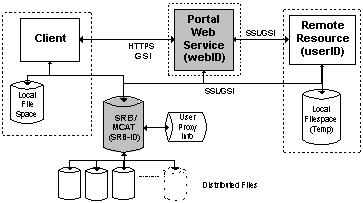 Client
Portal
Web
Service
(webID)
Remote
Resource
(userID)
HTTPS
GSI
SSL/GSI
Local
File
Space
SSL/GSI
Local
Filespace
(Temp)
SRB/
MCAT
(SRB-ID)
User
Proxy
Info
Distributed Files